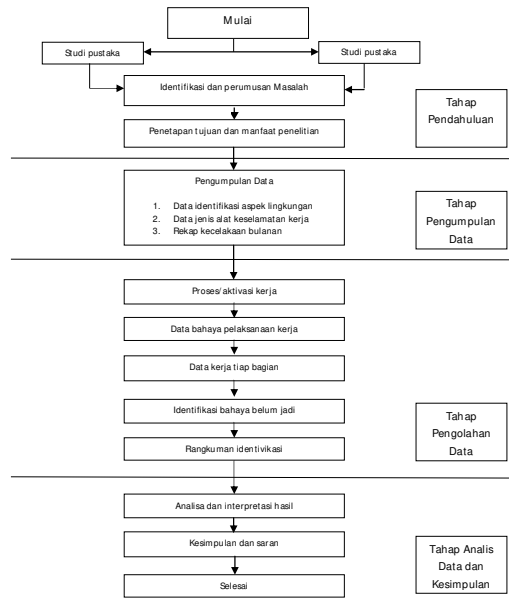 Mulai
Studi pustaka
Studi pustaka
Identifikasi dan perumusan Masalah
Penetapan tujuan dan manfaat penelitian
Tahap
Pendahuluan
Pengumpulan Data
1. Data identifikasi aspek lingkungan
2. Data jenis alat keselamatan kerja
3. Rekap kecelakaan bulanan
Tahap
Pengumpulan
Data
Proses/aktivasi kerja
Data bahaya pelaksanaan kerja
Data kerja tiap bagian
Identifikasi bahaya belum jadi
Rangkuman identivikasi
Tahap
Pengolahan
Data
Analisa dan interpretasi hasil
Kesimpulan dan saran
Selesai
Tahap Analis
Data dan
Kesimpulan